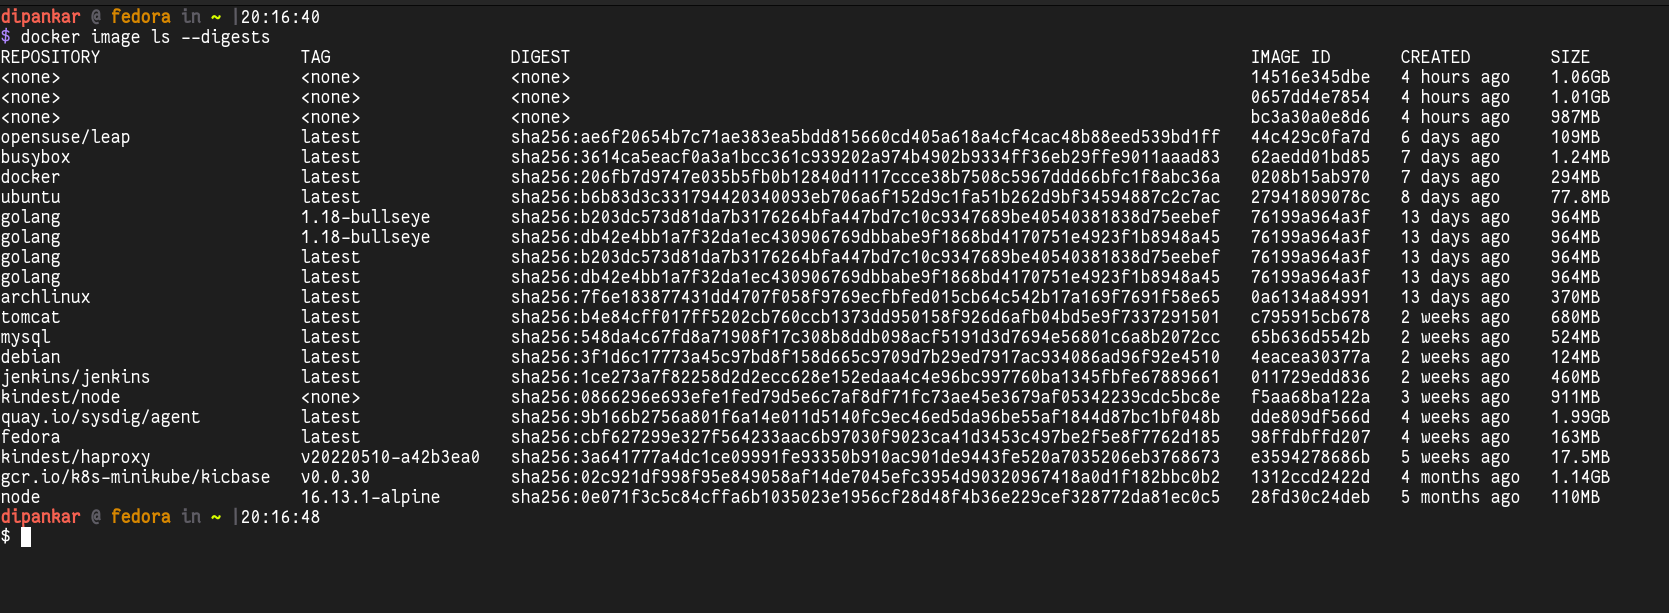 dipankar @ fedora in ~ |20:16:40
$ docker image ls --digests
REPOSITORY TAG DIGEST IMAGE ID CREATED SIZE
<none> <none> <none> 14516e345dbe 4 hours ago 1.06GB
<none> <none> <none> 0657dd4e7854 4 hours ago 1.01GB
<none> <none> <none> bc3a30a0e8d6 4 hours ago 987MB
opensuse/leap latest sha256:ae6f20654b7c71ae383ea5bdd815660cd405a618a4cf4cac48b88eed539bd1ff 44c429c0fa7d 6 days ago 109MB
busybox latest sha256:3614ca5eacf0a3a1bcc361c939202a974b4902b9334ff36eb29ffe9011aaad83 62aedd01bd85 7 days ago 1.24MB
docker latest sha256:206fb7d9747e035b5fb0b12840d1117ccce38b7508c5967ddd66bfc1f8abc36a 0208b15ab970 7 days ago 294MB
ubuntu latest sha256:b6b83d3c331794420340093eb706a6f152d9c1fa51b262d9bf34594887c2c7ac 27941809078c 8 days ago 77.8MB
golang 1.18-bullseye sha256:b203dc573d81da7b3176264bfa447bd7c10c9347689be40540381838d75eebef 76199a964a3f 13 days ago 964MB
golang 1.18-bullseye sha256:db42e4bb1a7f32da1ec430906769dbbabe9f1868bd4170751e4923f1b8948a45 76199a964a3f 13 days ago 964MB
golang latest sha256:b203dc573d81da7b3176264bfa447bd7c10c9347689be40540381838d75eebef 76199a964a3f 13 days ago 964MB
golang latest sha256:db42e4bb1a7f32da1ec430906769dbbabe9f1868bd4170751e4923f1b8948a45 76199a964a3f 13 days ago 964MB
archlinux latest sha256:7f6e183877431dd4707f058f9769ecfbfed015cb64c542b17a169f7691f58e65 0a6134a84991 13 days ago 370MB
tomcat latest sha256:b4e84cff017ff5202cb760ccb1373dd950158f926d6afb04bd5e9f7337291501 c795915cb678 2 weeks ago 680MB
mysql latest sha256:548da4c67fd8a71908f17c308b8ddb098acf5191d3d7694e56801c6a8b2072cc 65b636d5542b 2 weeks ago 524MB
debian latest sha256:3f1d6c17773a45c97bd8f158d665c9709d7b29ed7917ac934086ad96f92e4510 4eacea30377a 2 weeks ago 124MB
jenkins/jenkins latest sha256:1ce273a7f82258d2d2ecc628e152edaa4c4e96bc997760ba1345fbfe67889661 011729edd836 2 weeks ago 460MB
kindest/node <none> sha256:0866296e693efe1fed79d5e6c7af8df71fc73ae45e3679af05342239cdc5bc8e f5aa68ba122a 3 weeks ago 911MB
quay.io/sysdig/agent latest sha256:9b166b2756a801f6a14e011d5140fc9ec46ed5da96be55af1844d87bc1bf048b dde809df566d 4 weeks ago 1.99GB
fedora latest sha256:cbf627299e327f564233aac6b97030f9023ca41d3453c497be2f5e8f7762d185 98ffdbffd207 4 weeks ago 163MB
kindest/haproxy v20220510-a42b3ea0 sha256:3a641777a4dc1ce09991fe93350b910ac901de9443fe520a7035206eb3768673 e3594278686b 5 weeks ago 17.5MB
gcr.io/k8s-minikube/kicbase v0.0.30 sha256:02c921df998f95e849058af14de7045efc3954d90320967418a0d1f182bbc0b2 1312ccd2422d 4 months ago 1.14GB
node 16.13.1-alpine sha256:0e071f3c5c84cffa6b1035023e1956cf28d48f4b36e229cef328772da81ec0c5 28fd30c24deb 5 months ago 110MB
dipankar @ fedora in ~ |20:16:48
$